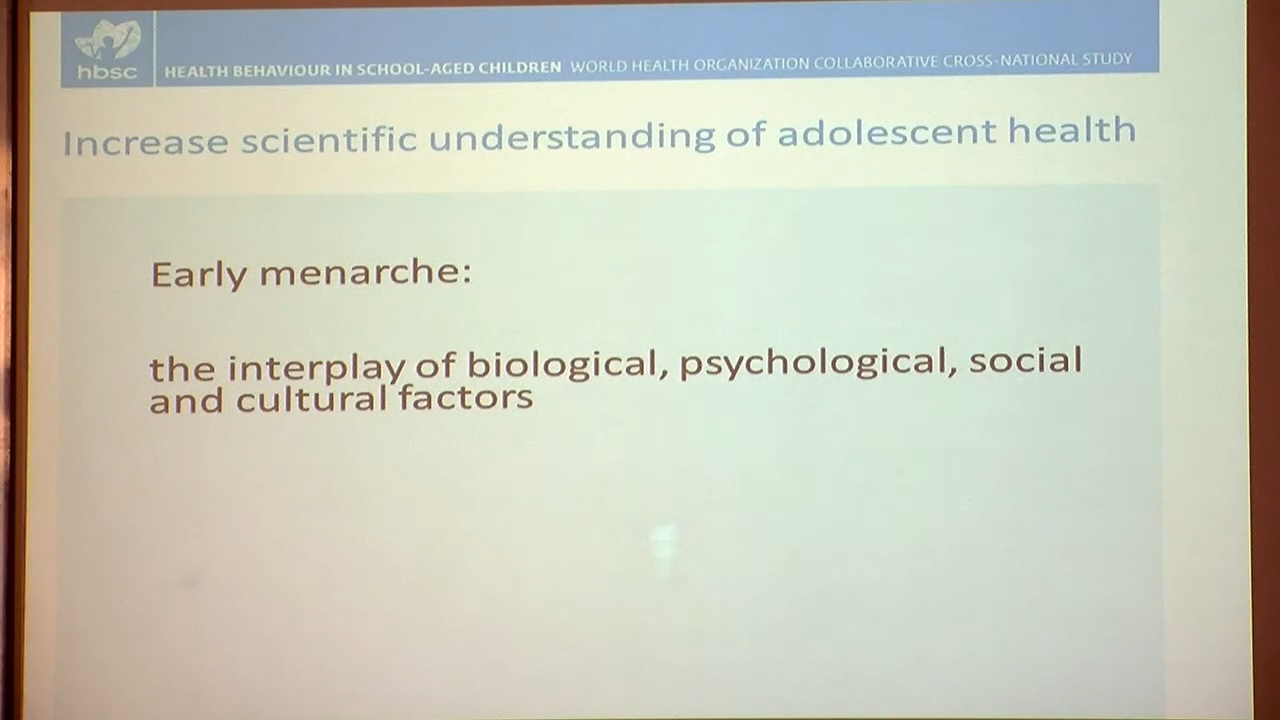 hbsc
HEALTH BEHAVIOUR IN SCHOOL-AGED CHILDREN WORLD HEALTH ORGANIZATION COLLABORATIVE CROSS-NATIONAL STUDY
Increase scientific understanding of adolescent health
Early menarche:
the interplay of biological, psychological, social
and cultural factors